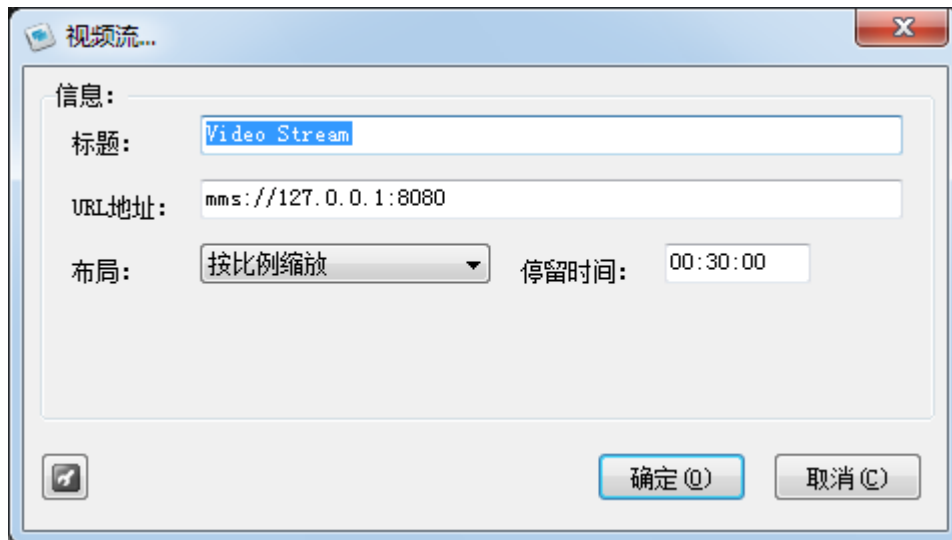 视频流...
信息:
标题: Video Stream
URL地址: mms://127.0.0.1:8080
布局: 按比例缩放 停留时间: 00:30:00
确定(O) 取消(C)